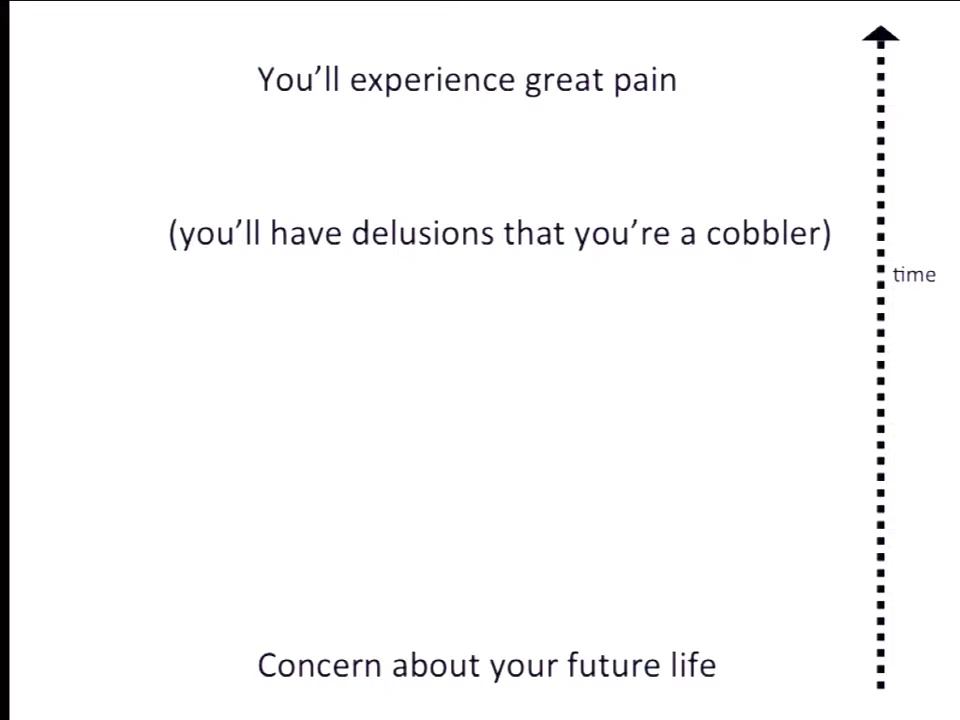 You’ll experience great pain
(you’ll have delusions that you’re a cobbler)
time
Concern about your future life